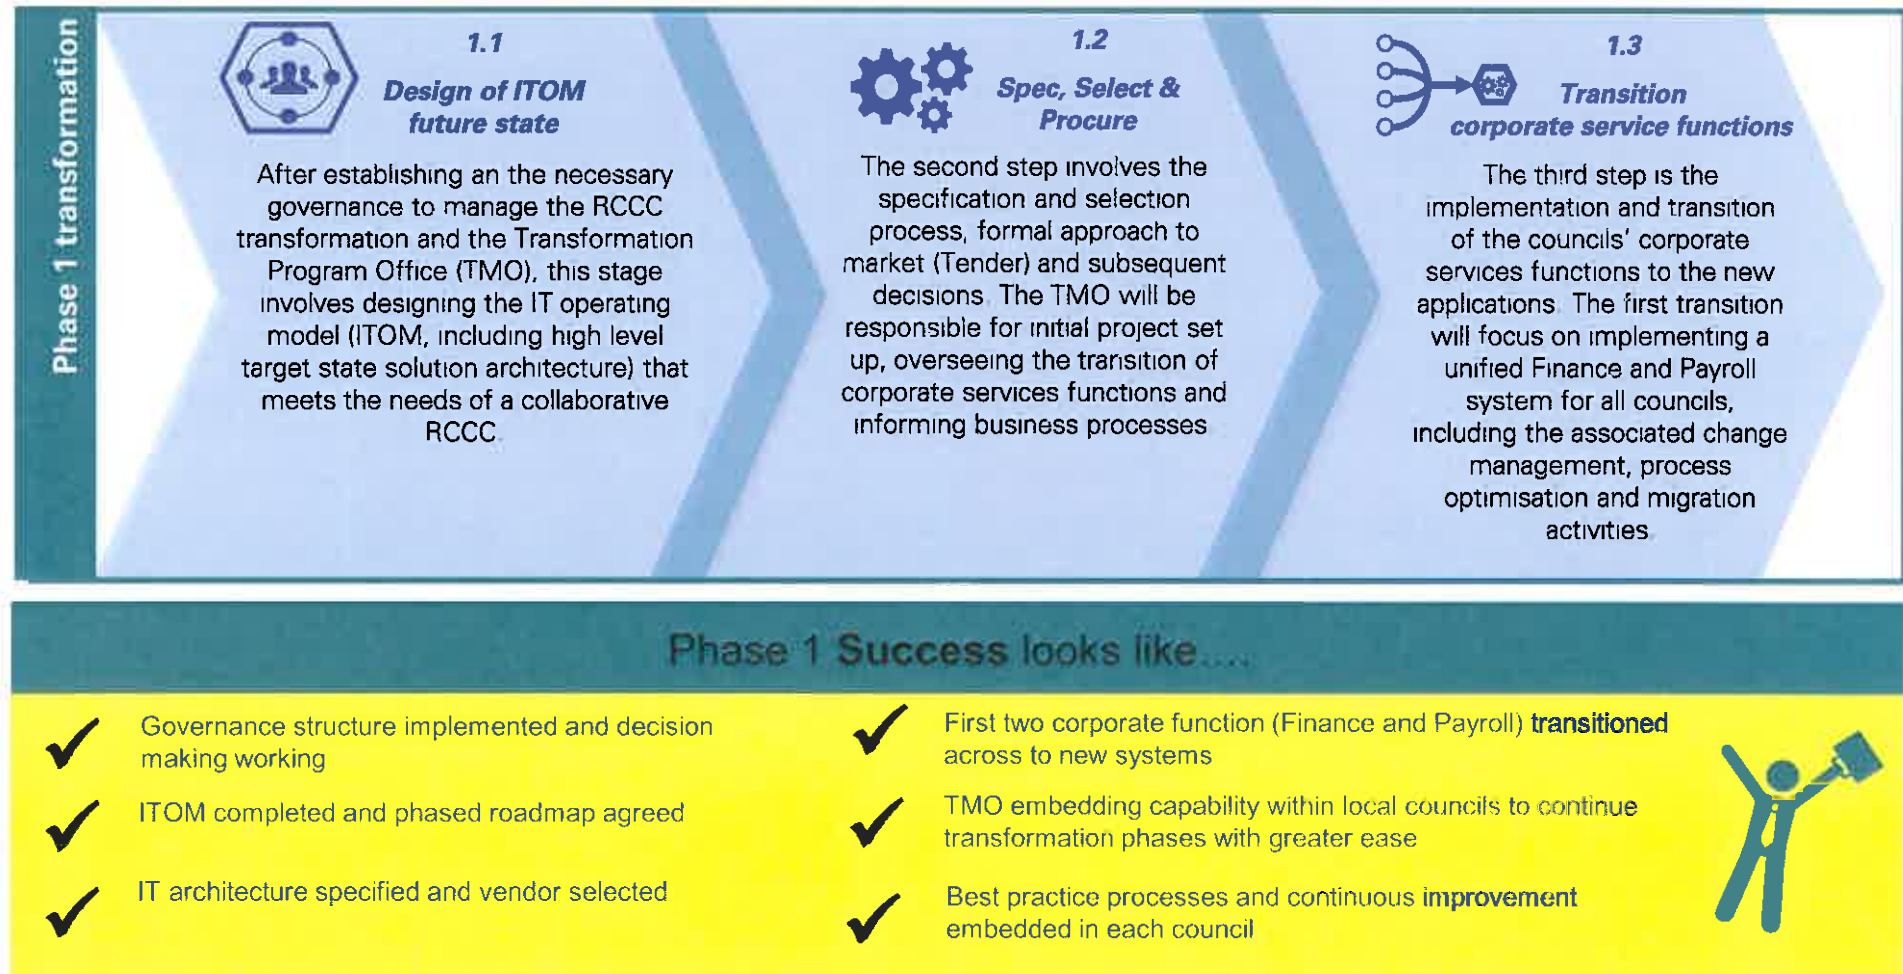 Phase 1 transformation
1.1
Design of ITOM
future state
After establishing an the necessary
governance to manage the RCCC
transformation and the Transformation
Program Office (TMO), this stage
involves designing the IT operating
model (ITOM, including high level
target state solution architecture) that
meets the needs of a collaborative
RCCC.
1.2
Spec, Select &
Procure
The second step involves the
specification and selection
process, formal approach to
market (Tender) and subsequent
decisions. The TMO will be
responsible for initial project set
up, overseeing the transition of
corporate services functions and
informing business processes
1.3
Transition
corporate service functions
The third step is the
implementation and transition
of the councils' corporate
services functions to the new
applications. The first transition
will focus on implementing a
unified Finance and Payroll
system for all councils,
including the associated change
management, process
optimisation and migration
activities.
Phase 1 Success looks like....
Governance structure implemented and decision
making working
ITOM completed and phased roadmap agreed
IT architecture specified and vendor selected
First two corporate function (Finance and Payroll) transitioned
across to new systems
TMO embedding capability within local councils to continue
transformation phases with greater ease
Best practice processes and continuous improvement
embedded in each council